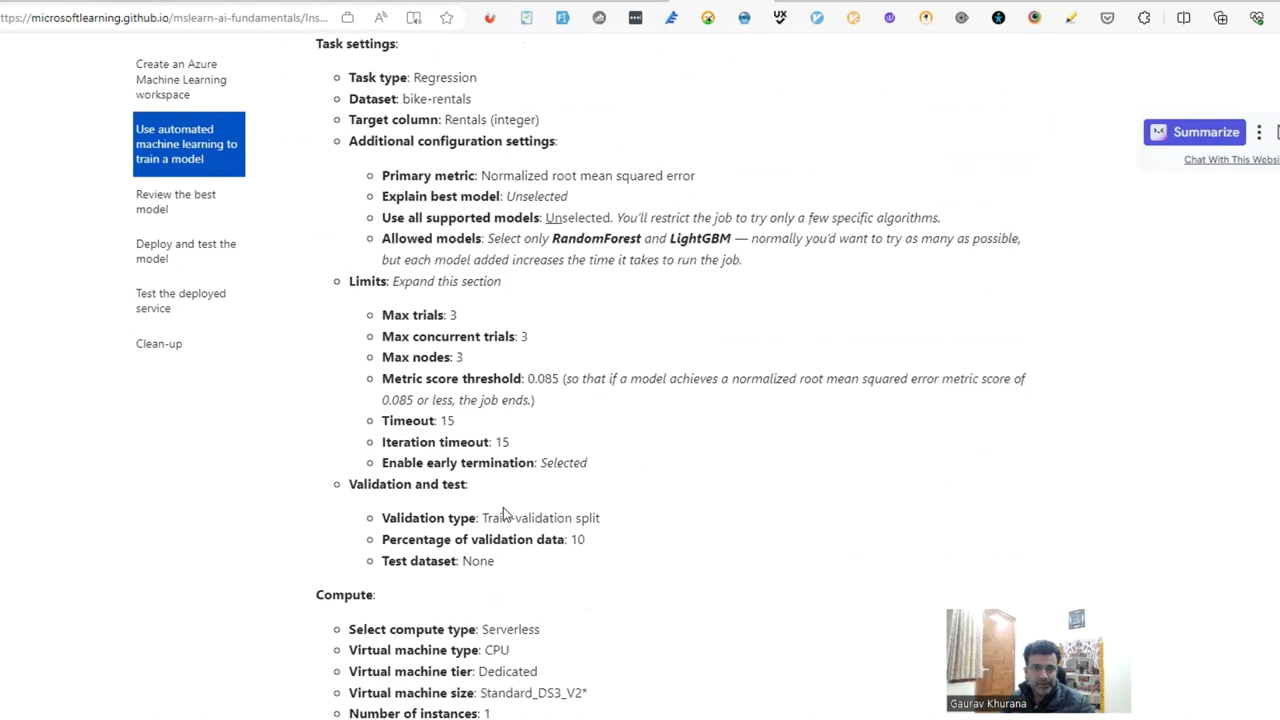 https://microsoftlearning.github.io/mslearn-ai-fundamentals/Ins...
UX
Create an Azure
Machine Learning
workspace
Use automated
machine learning to
train a model
Review the best
model
Deploy and test the
model
Test the deployed
service
Clean-up
Task settings:
Task type: Regression
Dataset: bike-rentals
Target column: Rentals (integer)
Additional configuration settings:
Primary metric: Normalized root mean squared error
Explain best model: Unselected
Use all supported models: Unselected. You'll restrict the job to try only a few specific algorithms.
Allowed models: Select only RandomForest and LightGBM — normally you'd want to try as many as possible,
but each model added increases the time it takes to run the job.
Limits: Expand this section
Max trials: 3
Max concurrent trials: 3
Max nodes: 3
Metric score threshold: 0.085 (so that if a model achieves a normalized root mean squared error metric score of
0.085 or less, the job ends.)
Timeout: 15
Iteration timeout: 15
Enable early termination: Selected
Validation and test:
Validation type: Train-validation split
Percentage of validation data: 10
Test dataset: None
Compute:
Select compute type: Serverless
Virtual machine type: CPU
Virtual machine tier: Dedicated
Virtual machine size: Standard_DS3_V2*
Number of instances: 1
Summarize
Chat With This Websi
Gaurav Khurana